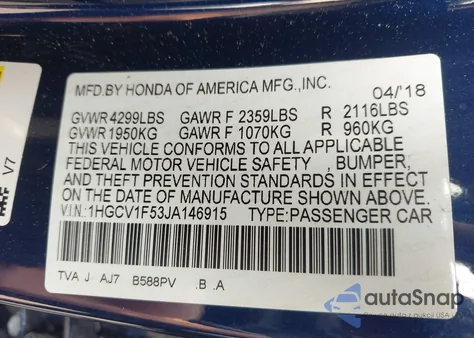 MFD.BY HONDA OF AMERICA MFG.,INC. 04/'18
GVWR 4299LBS GAWR F 2359LBS R 2116LBS
GVWR 1950KG GAWR F 1070KG R 960KG
THIS VEHICLE CONFORMS TO ALL APPLICABLE
FEDERAL MOTOR VEHICLE SAFETY , BUMPER,
AND THEFT PREVENTION STANDARDS IN EFFECT
ON THE DATE OF MANUFACTURE SHOWN ABOVE.
V.I.N.: 1HGCV1F53JA146915 TYPE:PASSENGER CAR
TVA J AJ7 B588PV .B .A
V7
autoSnap